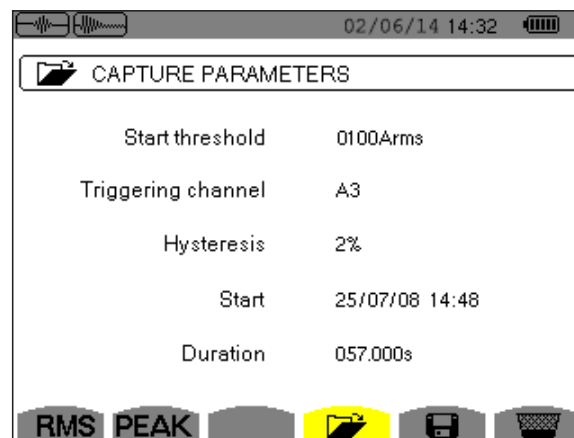 02/06/14 14:32
CAPTURE PARAMETERS
Start threshold 0100Arms
Triggering channel A3
Hysteresis 2%
Start 25/07/08 14:48
Duration 057.000s
RMS PEAK